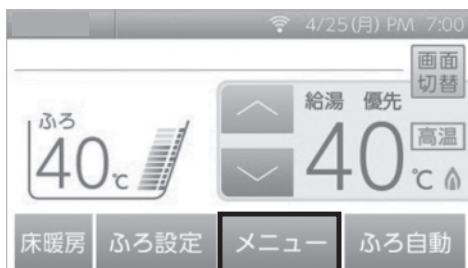 4/25(月) PM 7:00
画面
切替
ふろ
40℃
給湯 優先
40℃
高温
床暖房 ふろ設定 メニュー ふろ自動